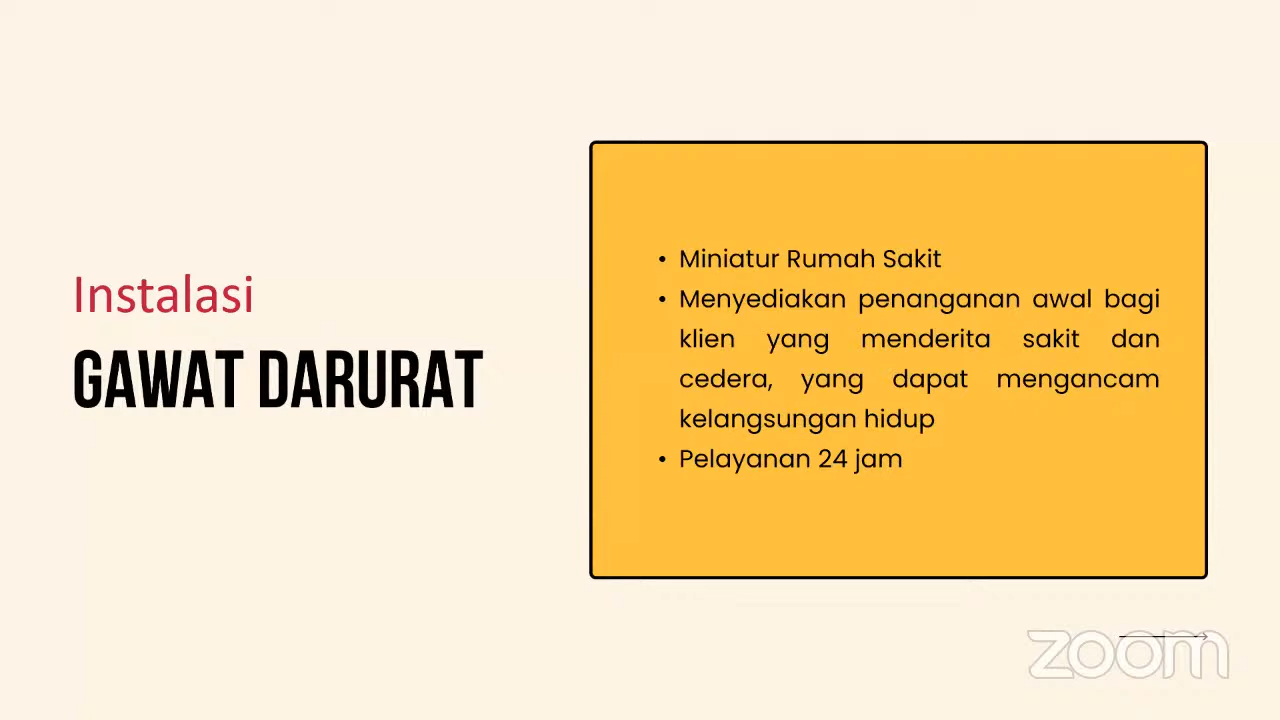 Instalasi
GAWAT DARURAT
• Miniatur Rumah Sakit
• Menyediakan penanganan awal bagi
klien yang menderita sakit dan
cedera, yang dapat mengancam
kelangsungan hidup
• Pelayanan 24 jam
zoom